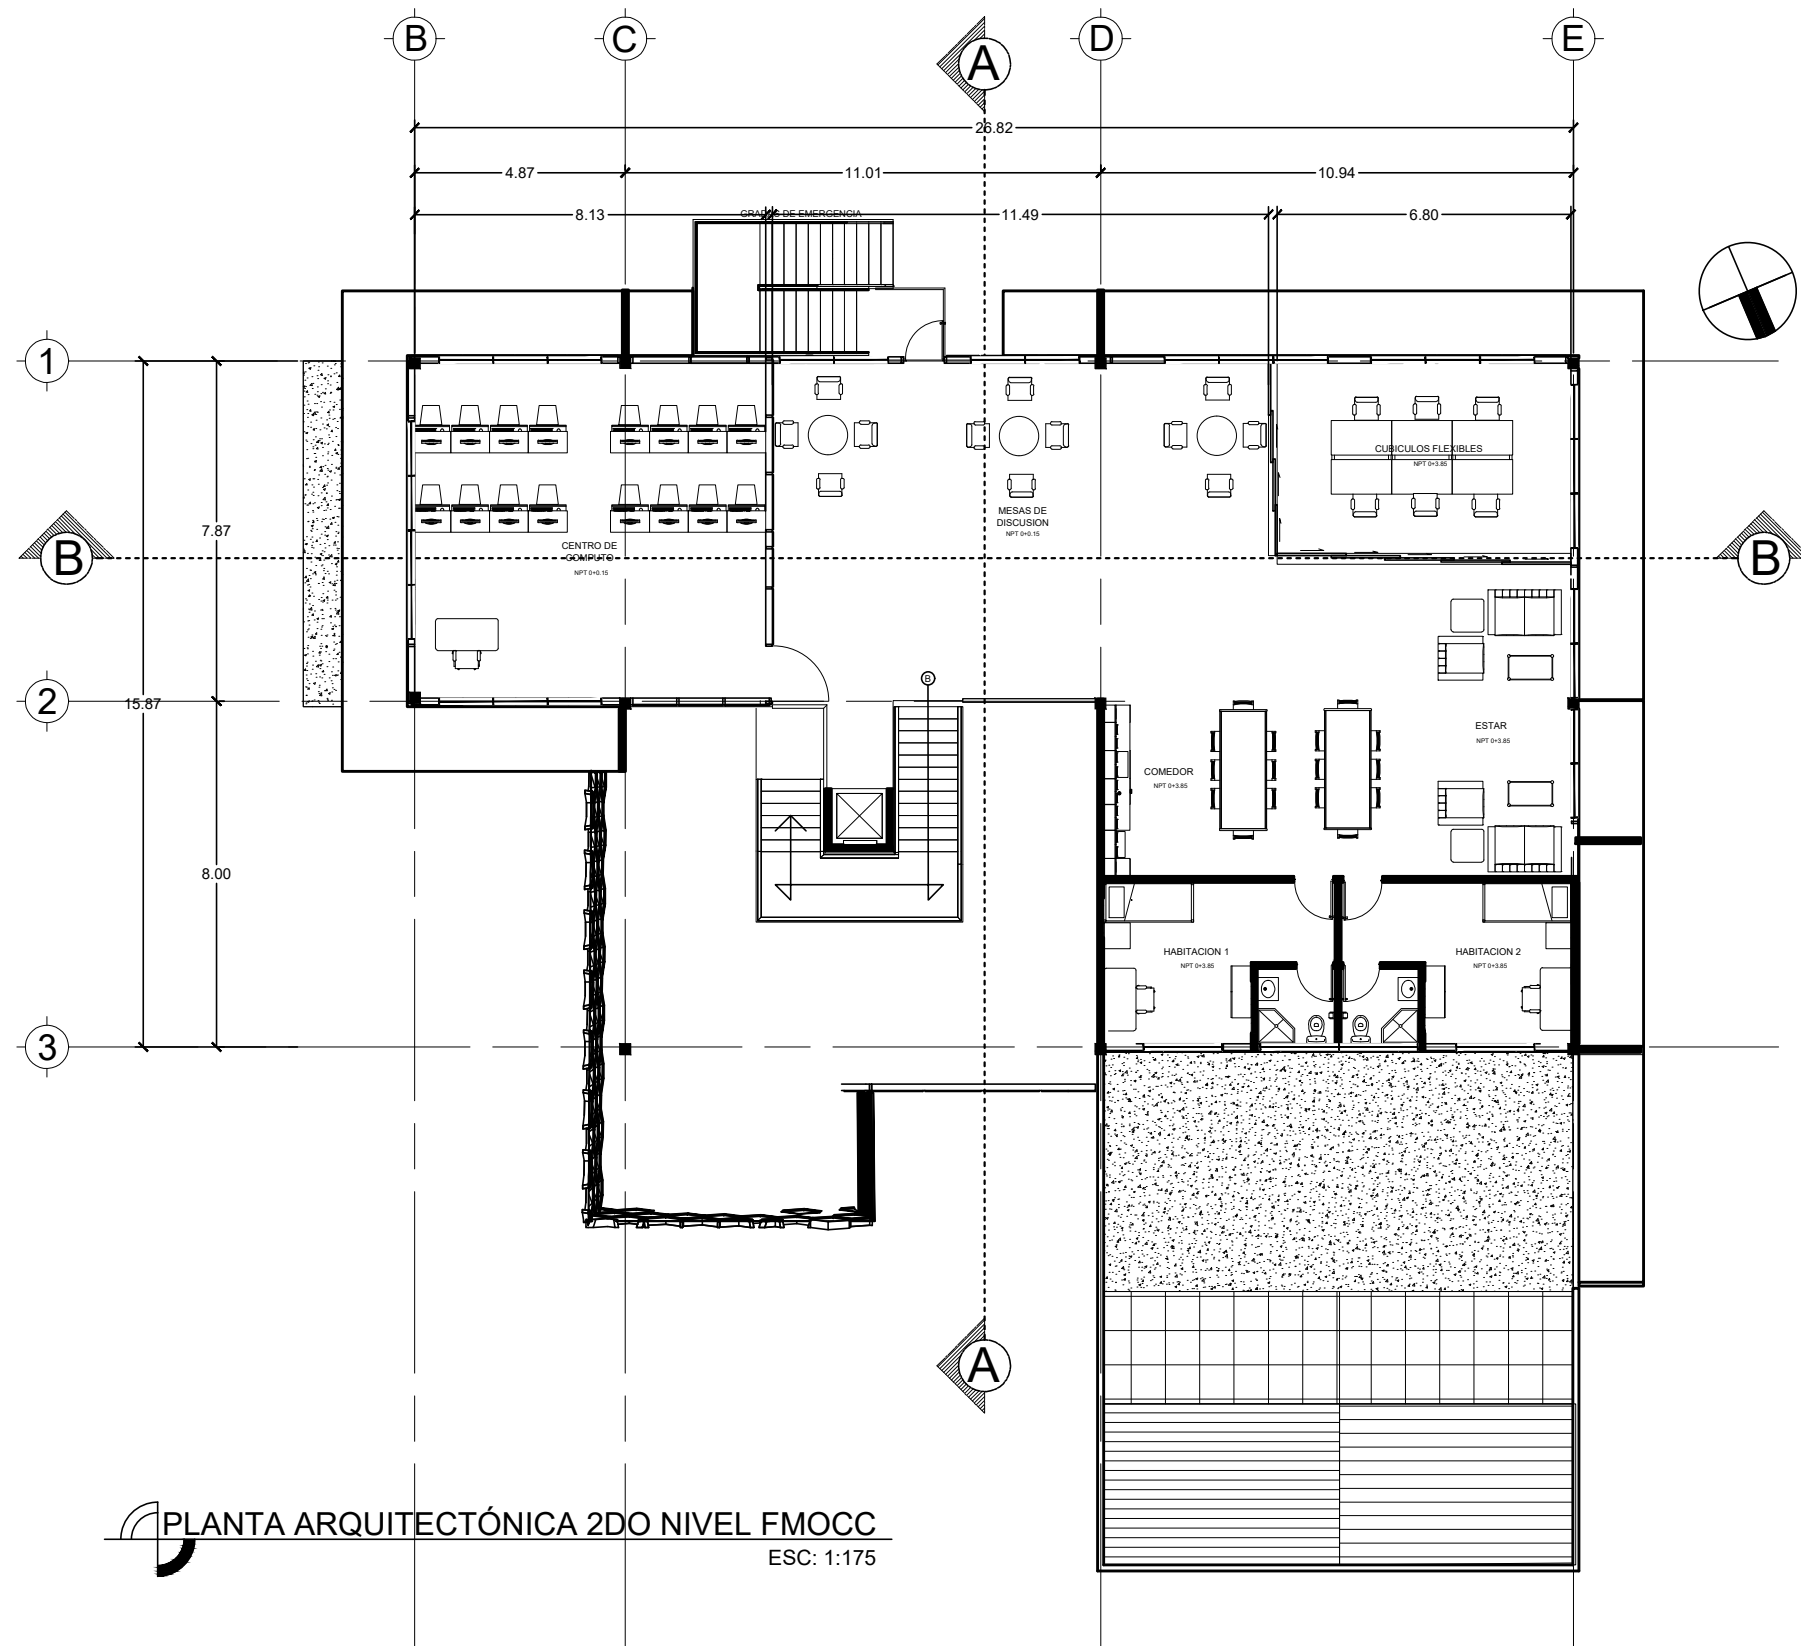 B
C
A
D
E
26.82
4.87
11.01
10.94
8.13
GRADAS DE EMERGENCIA
11.49
6.80
1
CUBICULOS FLEXIBLES
NPT 0+3.85
MESAS DE
DISCUSION
NPT 0+0.15
7.87
B
CENTRO DE
COMPUTO
NPT 0+0.15
B
B
2
15.87
ESTAR
NPT 0+3.85
COMEDOR
NPT 0+3.85
8.00
HABITACION 1
NPT 0+3.85
HABITACION 2
NPT 0+3.85
3
A
PLANTA ARQUITECTÓNICA 2DO NIVEL FMOCC
ESC: 1:175